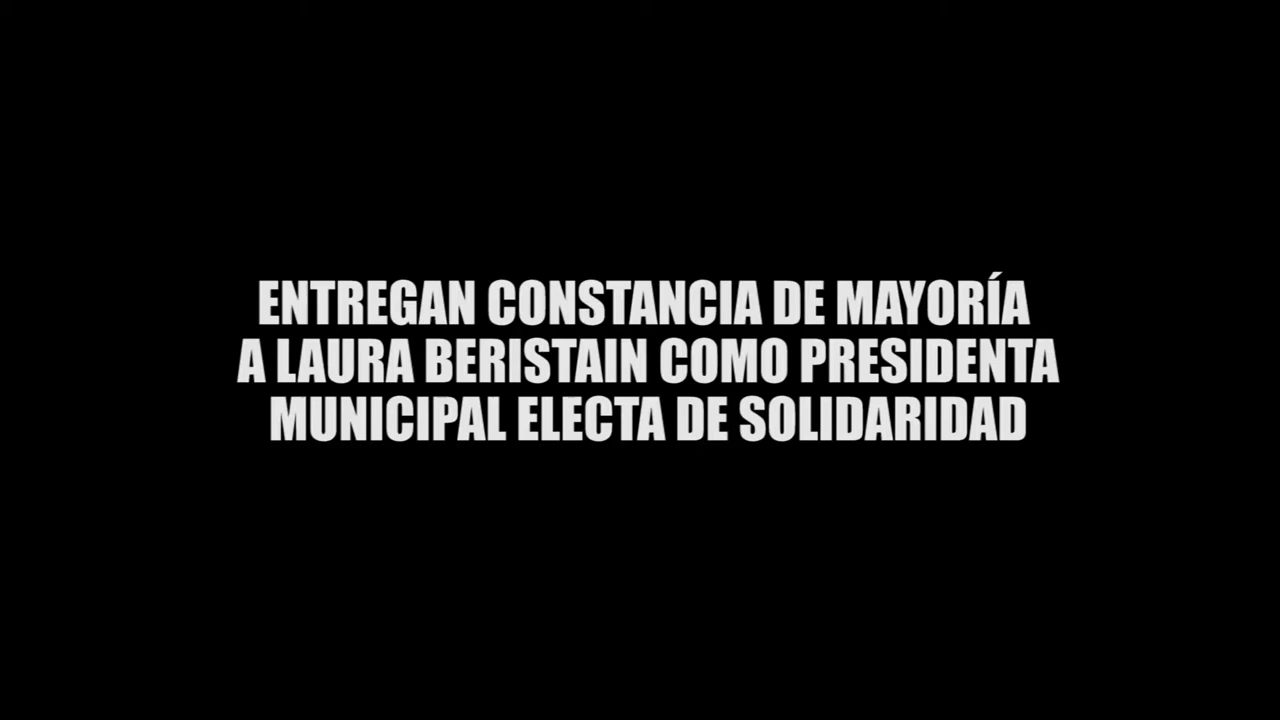 ENTREGAN CONSTANCIA DE MAYORÍA
A LAURA BERISTAIN COMO PRESIDENTA
MUNICIPAL ELECTA DE SOLIDARIDAD